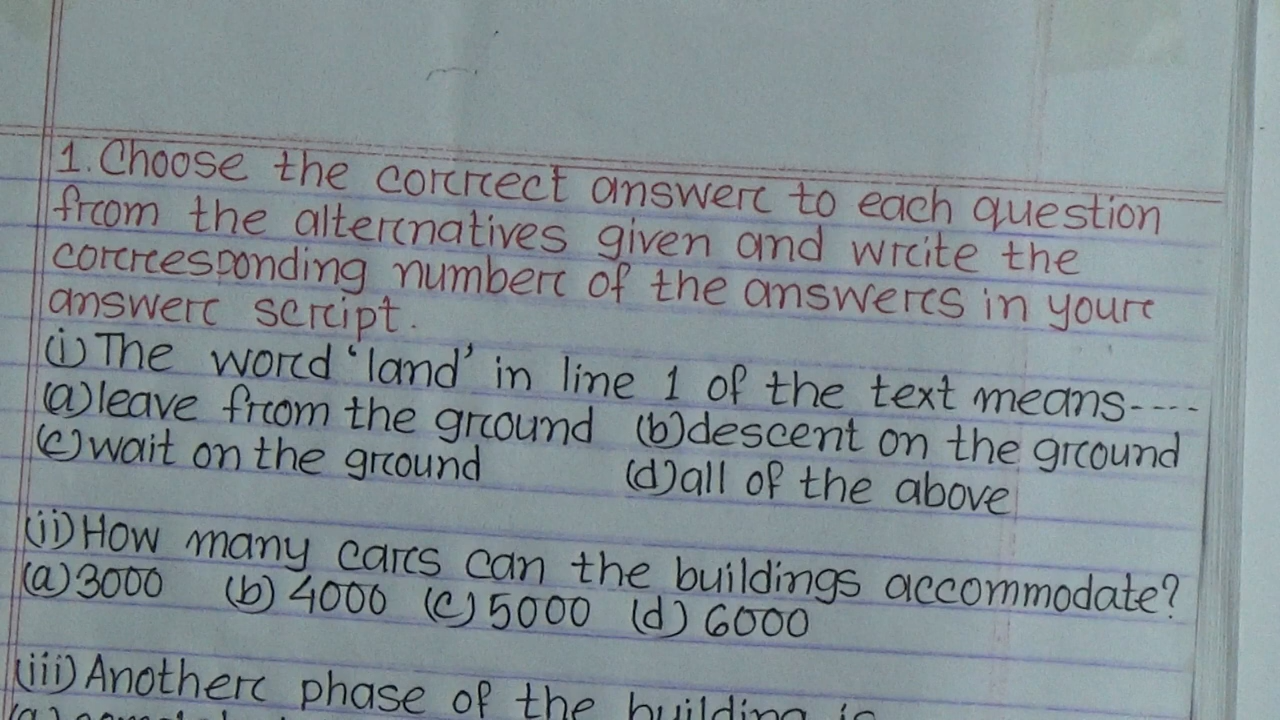 1. Choose the correct answer to each question
from the alternatives given and write the
corresponding number of the answers in your
answer script.
(i) The word 'land' in line 1 of the text means----
(a) leave from the ground (b) descent on the ground
(c) wait on the ground (d) all of the above
(ii) How many cars can the buildings accommodate?
(a) 3000 (b) 4000 (c) 5000 (d) 6000
(iii) Another phase of the building is